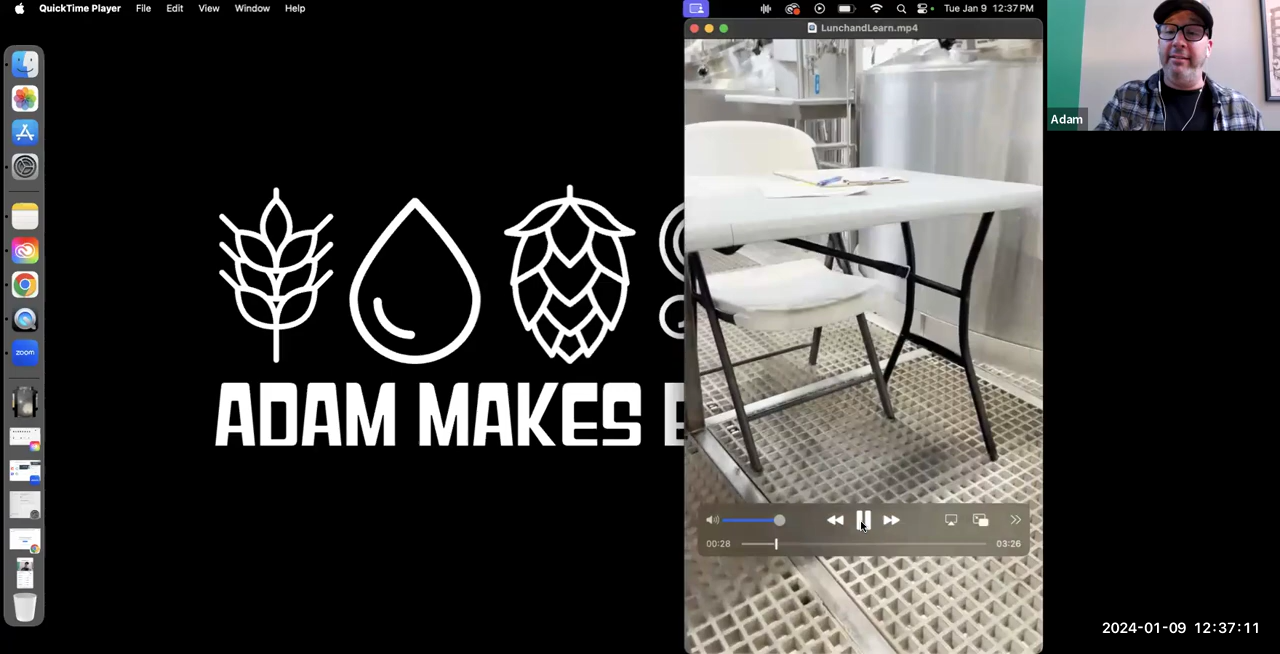 QuickTime Player File Edit View Window Help
Tue Jan 9 12:37 PM
LunchandLearn.mp4
Adam
zoom
ADAM MAKES
00:28
03:26
2024-01-09 12:37:11